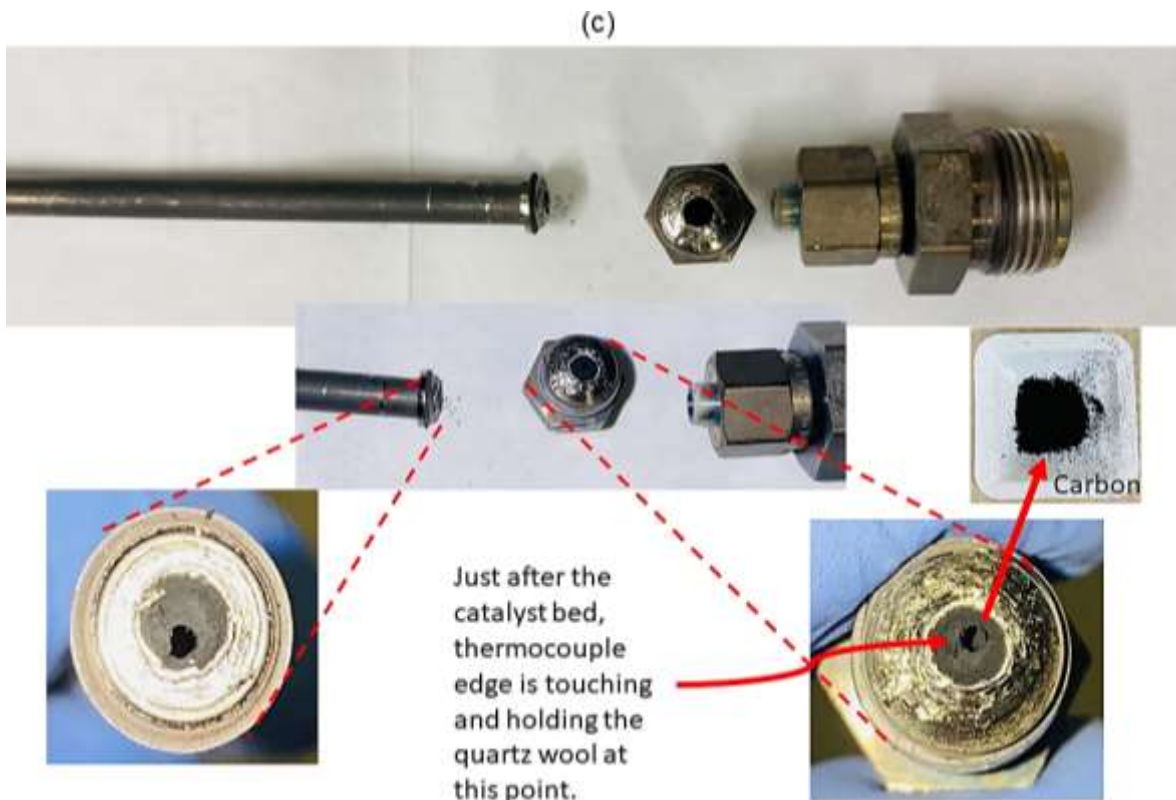 (c)
Carbon
Just after the
catalyst bed,
thermocouple
edge is touching
and holding the
quartz wool at
this point.